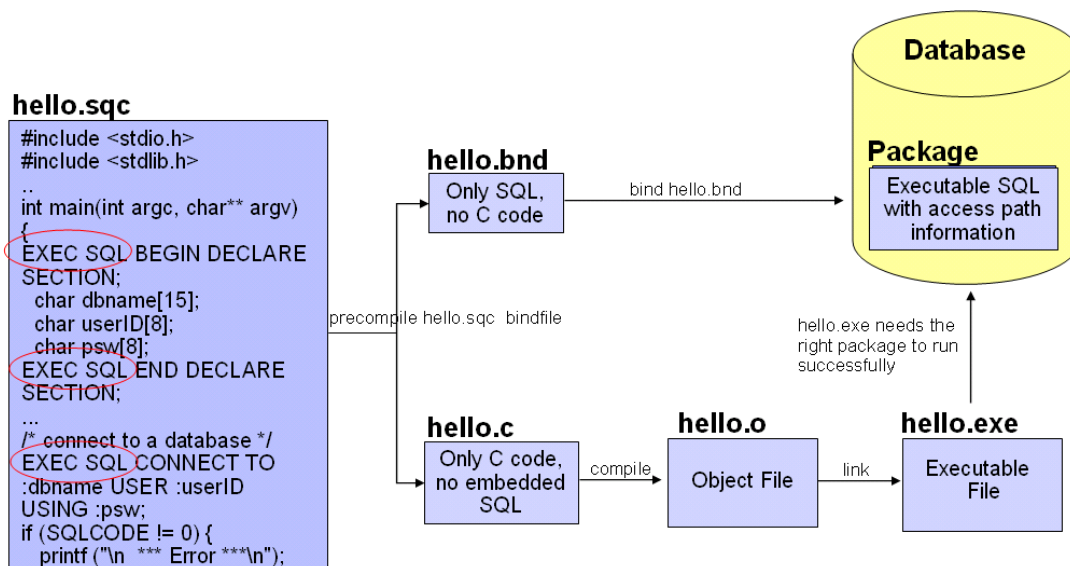 hello.sqc
#include <stdio.h>
#include <stdlib.h>
..
int main(int argc, char** argv)
{
EXEC SQL BEGIN DECLARE
SECTION;
char dbname[15];
char userID[8];
char psw[8];
EXEC SQL END DECLARE
SECTION;
...
/* connect to a database */
EXEC SQL CONNECT TO
:dbname USER :userID
USING :psw;
if (SQLCODE != 0) {
printf ("\n *** Error ***\n");
precompile hello.sqc bindfile
hello.bnd
Only SQL,
no C code
bind hello.bnd
Database
Package
Executable SQL
with access path
information
hello.exe needs the
right package to run
successfully
hello.c
Only C code,
no embedded
SQL
compile
hello.o
Object File
link
hello.exe
Executable
File